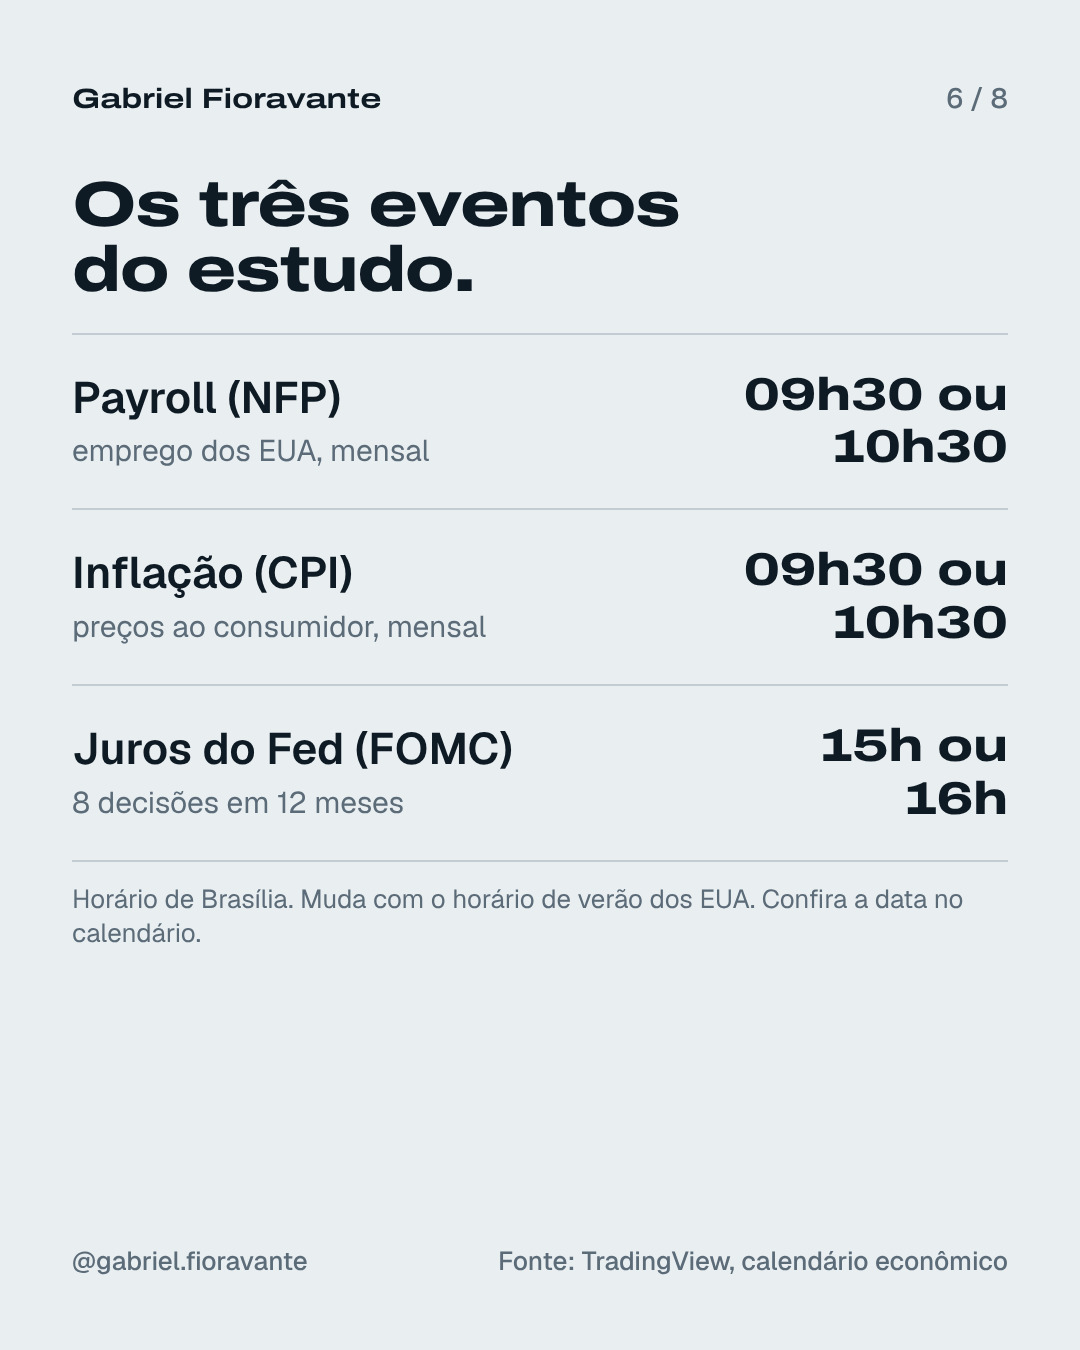 Gabriel Fioravante
6 / 8
Os três eventos
do estudo.
Payroll (NFP)
emprego dos EUA, mensal
09h30 ou
10h30
Inflação (CPI)
preços ao consumidor, mensal
09h30 ou
10h30
Juros do Fed (FOMC)
8 decisões em 12 meses
15h ou
16h
Horário de Brasília. Muda com o horário de verão dos EUA. Confira a data no
calendário.
@gabriel.fioravante
Fonte: TradingView, calendário econômico